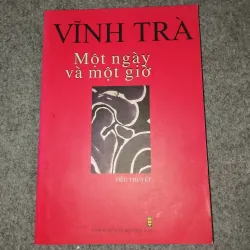 VĨNH TRÀ
Một ngày
và một giờ
TIỂU THUYẾT